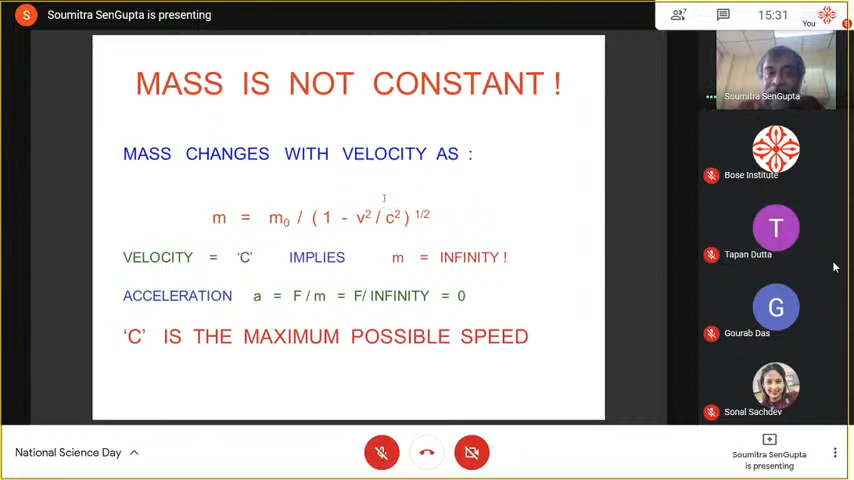 S Soumitra SenGupta is presenting
7
15:31
You
8
MASS IS NOT CONSTANT !
MASS CHANGES WITH VELOCITY AS :
m = m₀ / ( 1 - v² / c² ) ¹/²
VELOCITY = ‘C’ IMPLIES m = INFINITY !
ACCELERATION a = F / m = F/ INFINITY = 0
‘C’ IS THE MAXIMUM POSSIBLE SPEED
Soumitra SenGupta
Bose Institute
T
Tapan Dutta
G
Gourab Das
Sonal Sachdev
National Science Day
Soumitra SenGupta
is presenting